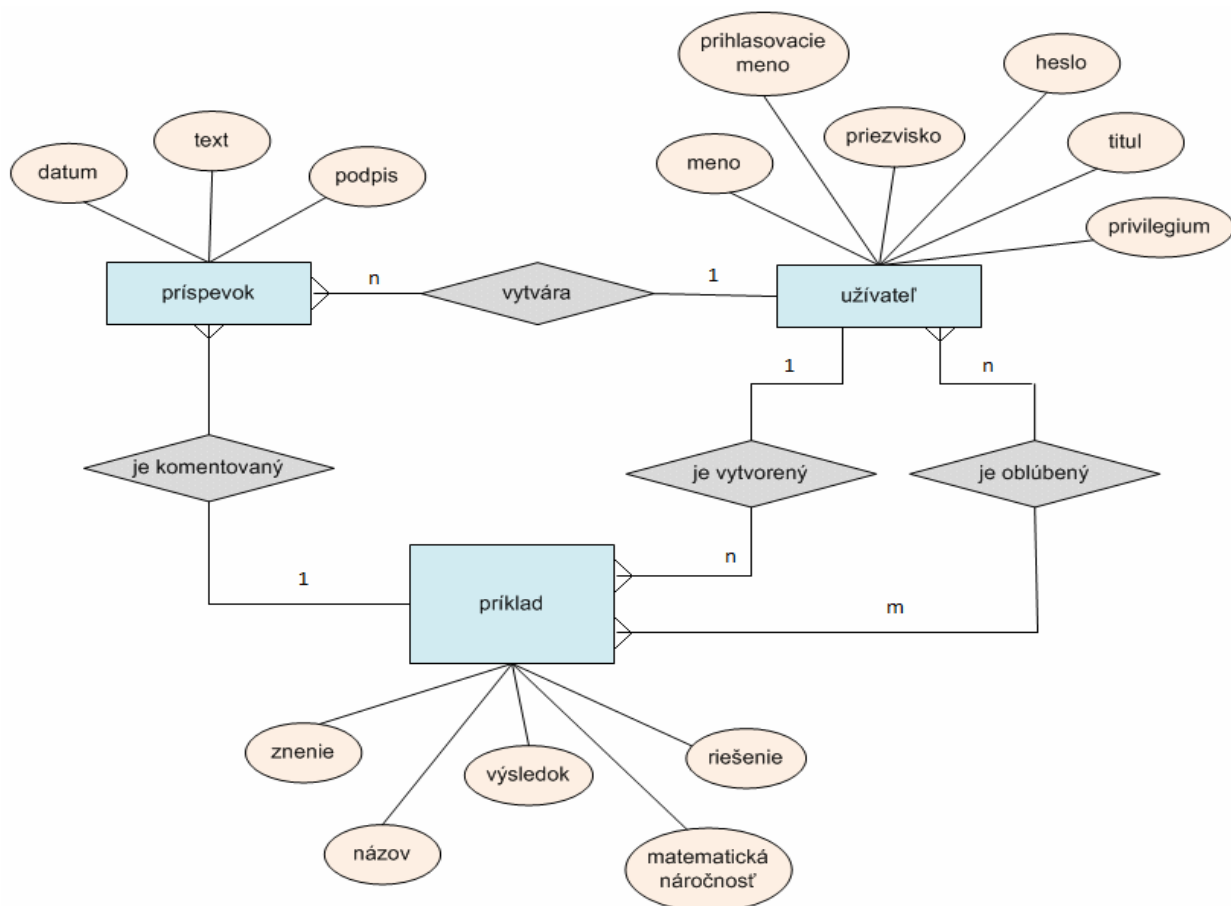 prihlasovacie
meno
heslo
text
priezvisko
titul
datum
podpis
meno
privilegium
príspevok
n
vytvára
1
užívateľ
1
n
je komentovaný
je vytvorený
je oblúbený
n
1
príklad
m
znenie
výsledok
riešenie
názov
matematická
náročnosť